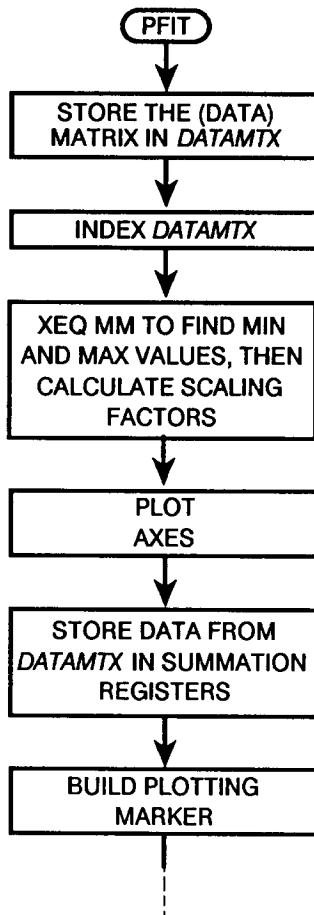 PFIT
STORE THE (DATA)
MATRIX IN DATAMTX
INDEX DATAMTX
XEQ MM TO FIND MIN
AND MAX VALUES, THEN
CALCULATE SCALING
FACTORS
PLOT
AXES
STORE DATA FROM
DATAMTX IN SUMMATION
REGISTERS
BUILD PLOTTING
MARKER